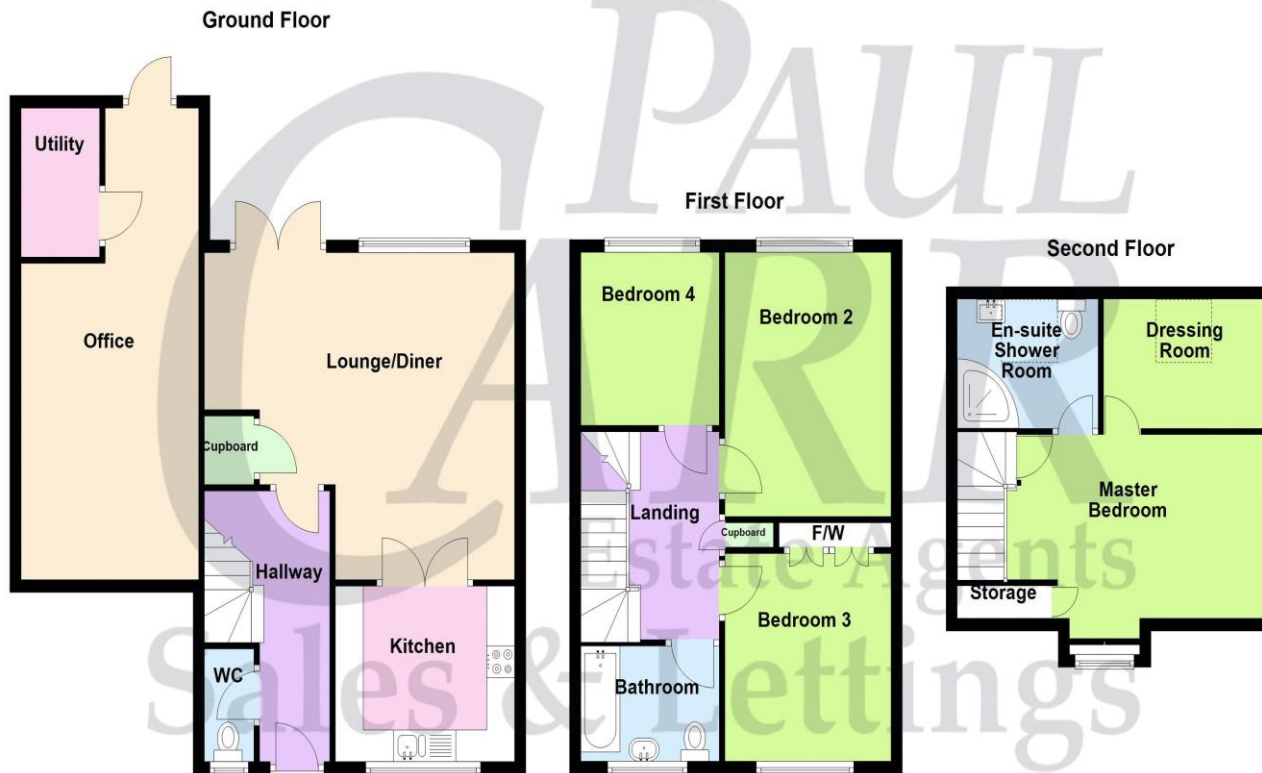 Ground Floor
Utility
Office
Lounge/Diner
Cupboard
Hallway
WC
Kitchen
First Floor
Bedroom 4
Bedroom 2
Landing
Cupboard
F/W
Bedroom 3
Bathroom
Second Floor
En-suite
Shower
Room
Dressing
Room
Master
Bedroom
Storage
PAUL
CARR
Estate Agents
Sales & Lettings